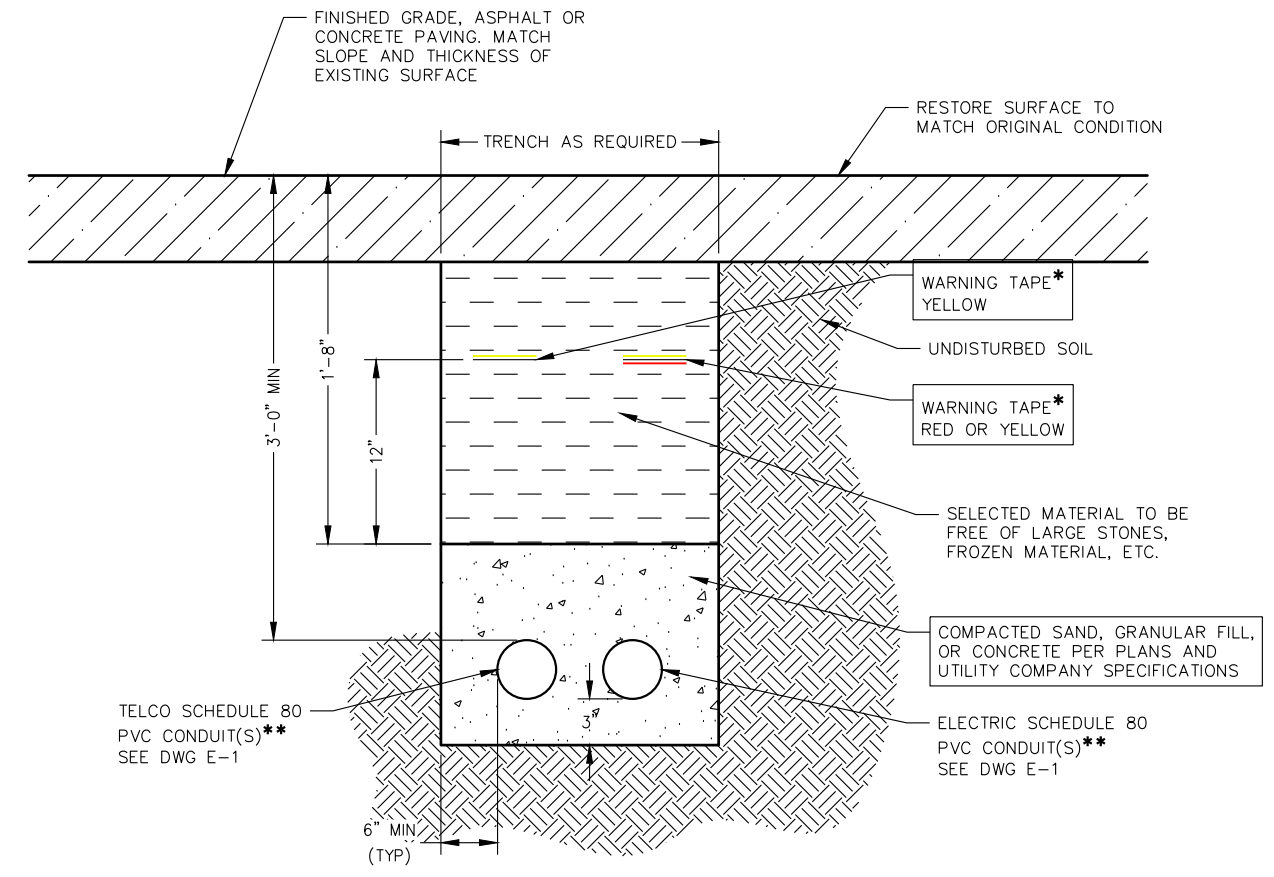 FINISHED GRADE, ASPHALT OR
CONCRETE PAVING. MATCH
SLOPE AND THICKNESS OF
EXISTING SURFACE
RESTORE SURFACE TO
MATCH ORIGINAL CONDITION
TRENCH AS REQUIRED
WARNING TAPE*
YELLOW
UNDISTURBED SOIL
WARNING TAPE*
RED OR YELLOW
3'-0" MIN
1'-8"
12"
SELECTED MATERIAL TO BE
FREE OF LARGE STONES,
FROZEN MATERIAL, ETC.
COMPACTED SAND, GRANULAR FILL,
OR CONCRETE PER PLANS AND
UTILITY COMPANY SPECIFICATIONS
TELCO SCHEDULE 80
PVC CONDUIT(S)**
SEE DWG E-1
3"
ELECTRIC SCHEDULE 80
PVC CONDUIT(S)**
SEE DWG E-1
6" MIN
(TYP)